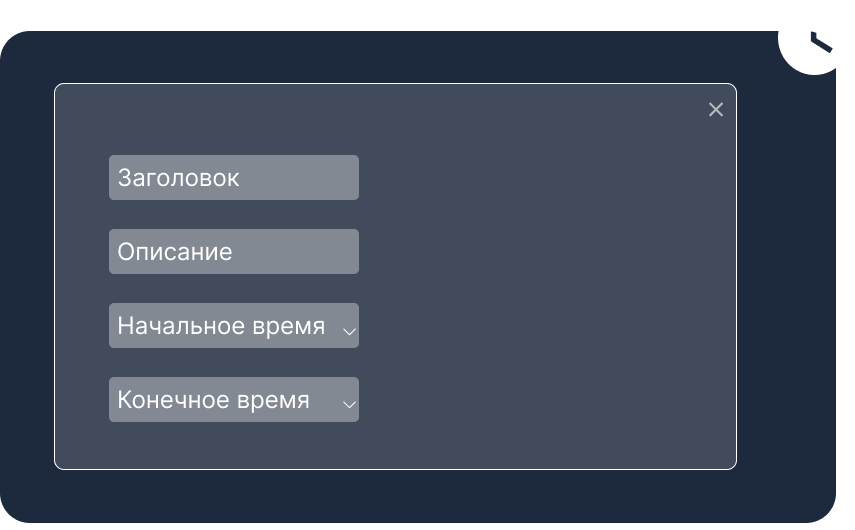 Заголовок
Описание
Начальное время
Конечное время